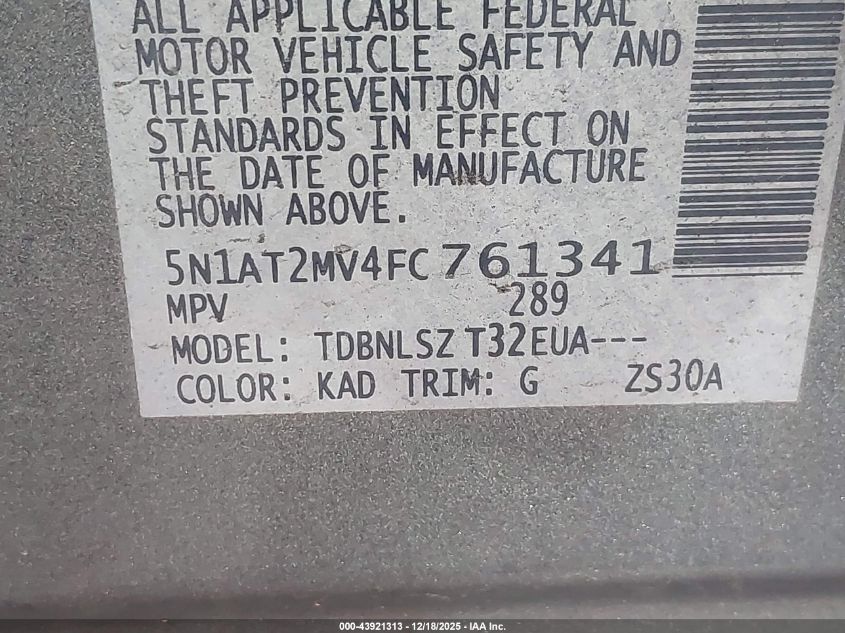 ALL APPLICABLE FEDERAL
MOTOR VEHICLE SAFETY AND
THEFT PREVENTION
STANDARDS IN EFFECT ON
THE DATE OF MANUFACTURE
SHOWN ABOVE.
5N1AT2MV4FC761341
MPV 289
MODEL: TDBNLSZ T32EUA---
COLOR: KAD TRIM: G ZS30A
000-43921313 - 12/18/2025 - IAA Inc.